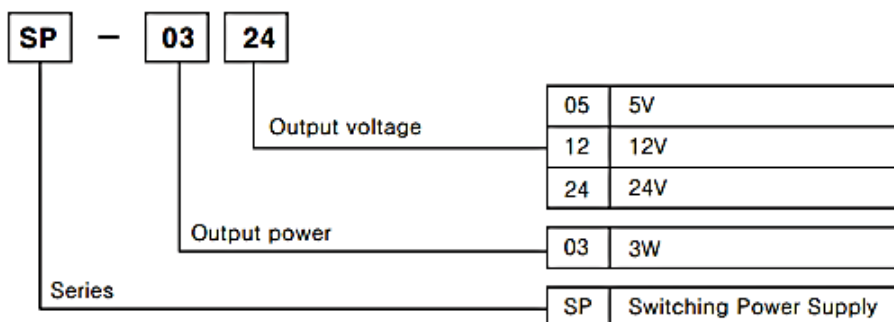 SP – 03 24
05 5V
Output voltage
12 12V
24 24V
Output power
03 3W
Series
SP Switching Power Supply